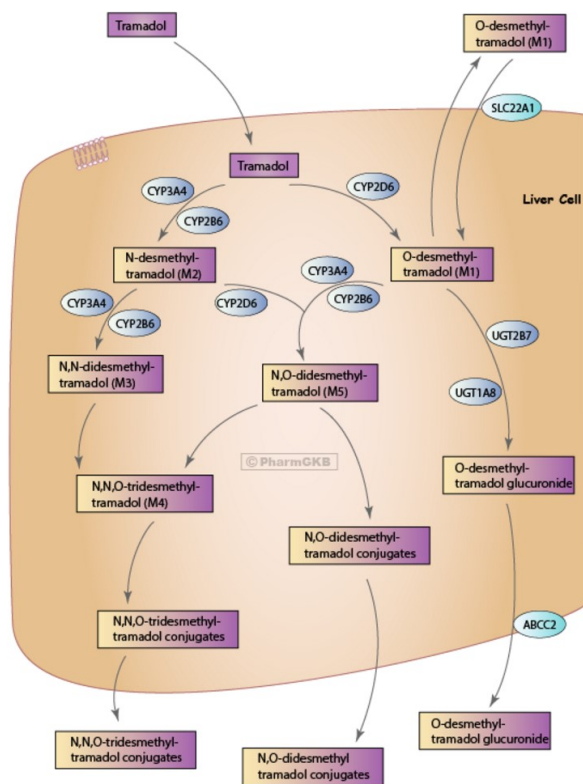 Tramadol
O-desmethyl-
tramadol (M1)
SLC22A1
Tramadol
CYP3A4
CYP2D6
Liver Cell
CYP2B6
N-desmethyl-
tramadol (M2)
O-desmethyl-
tramadol (M1)
CYP3A4
CYP2B6
CYP2D6
CYP3A4
CYP2B6
UGT2B7
N,N-didesmethyl-
tramadol (M3)
N,O-didesmethyl-
tramadol (M5)
UGT1A8
© PharmGKB
O-desmethyl-
tramadol glucuronide
N,N,O-tridesmethyl-
tramadol (M4)
N,O-didesmethyl-
tramadol conjugates
N,N,O-tridesmethyl-
tramadol conjugates
ABCC2
O-desmethyl-
tramadol glucuronide
N,N,O-tridesmethyl-
tramadol conjugates
N,O-didesmethyl
tramadol conjugates